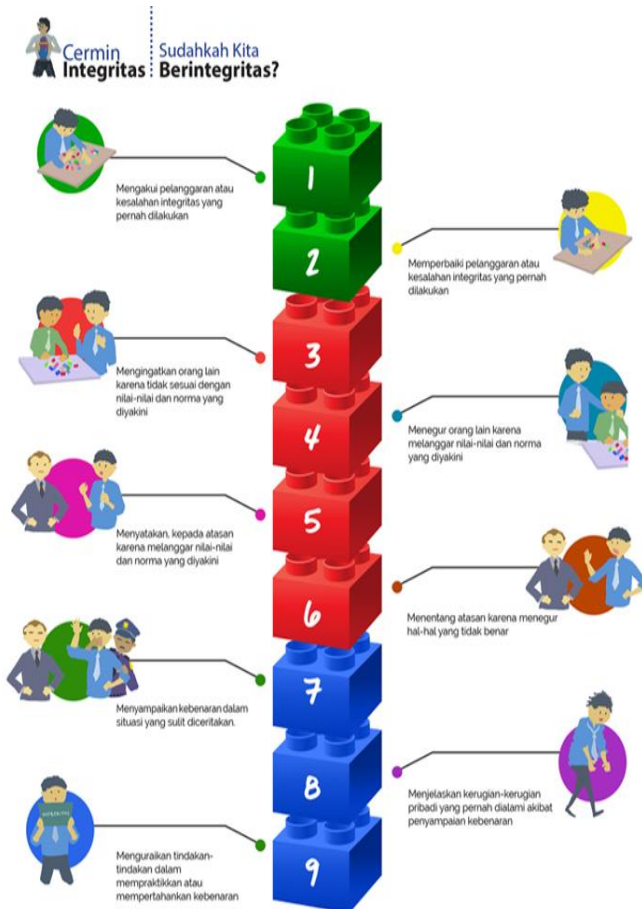 Cermin
Integritas
Sudahkah Kita
Berintegritas?
1
Mengakui pelanggaran atau
kesalahan integritas yang
pernah dilakukan
2
Memperbaiki pelanggaran atau
kesalahan integritas yang pernah
dilakukan
3
Mengingatkan orang lain
karena tidak sesuai dengan
nilai-nilai dan norma yang
diyakini
4
Menegur orang lain karena
melanggar nilai-nilai dan norma
yang diyakini
5
Menyatakan, kepada atasan
karena melanggar nilai-nilai
dan norma yang diyakini
6
Menentang atasan karena menegur
hal-hal yang tidak benar
7
Menyampaikan kebenaran dalam
situasi yang sulit diceritakan.
8
Menjelaskan kerugian-kerugian
pribadi yang pernah dialami akibat
penyampaian kebenaran
9
Menguraikan tindakan-
tindakan dalam
mempraktikkan atau
mempertahankan kebenaran